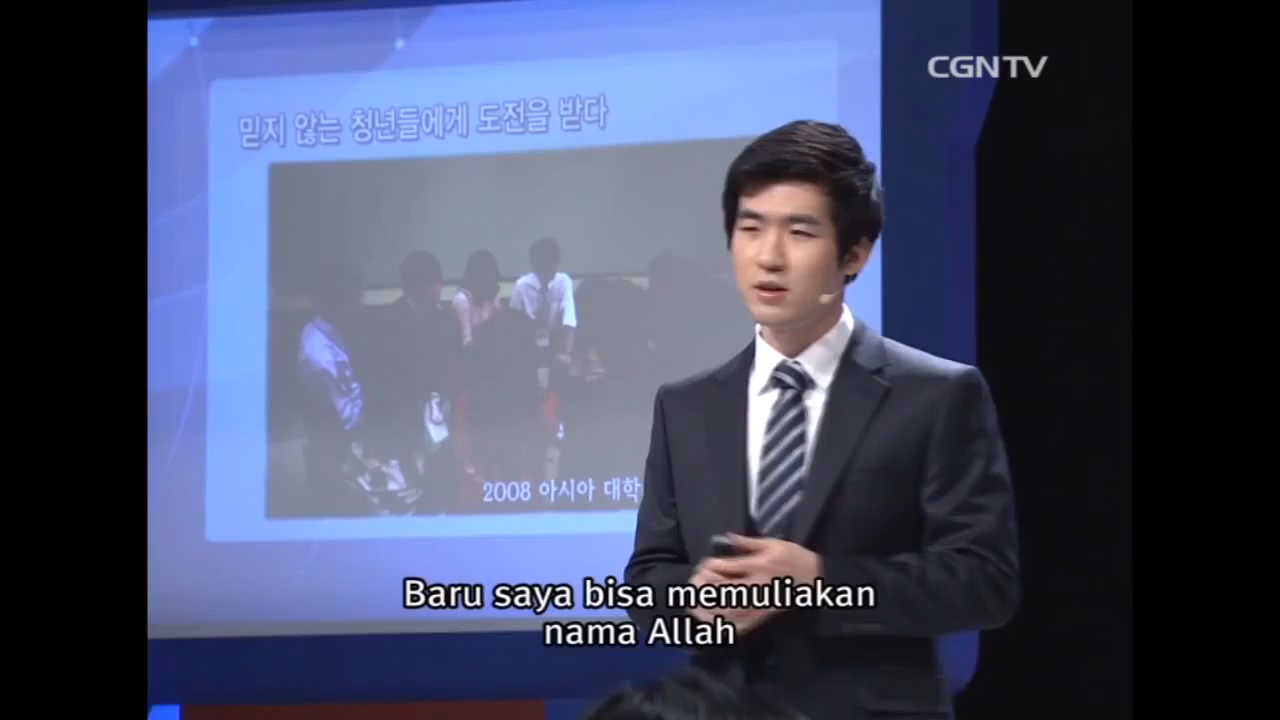 CGNTV
믿지 않는 청년들에게 도전을 받다
2008 아시아 대학
Baru saya bisa memuliakan
nama Allah